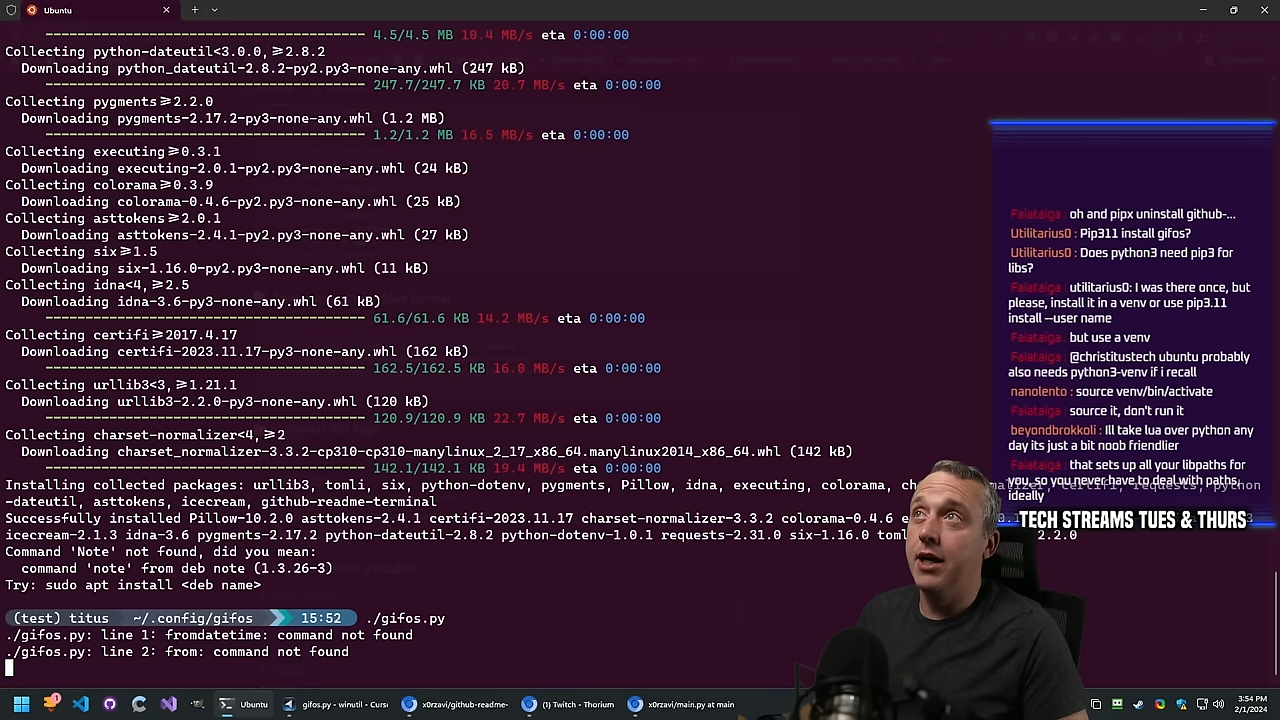 Ubuntu
4.5/4.5 MB 10.4 MB/s eta 0:00:00
Collecting python-dateutil<3.0.0,≥2.8.2
Downloading python_dateutil-2.8.2-py2.py3-none-any.whl (247 kB)
247.7/247.7 KB 20.7 MB/s eta 0:00:00
Collecting pygments≥2.2.0
Downloading pygments-2.17.2-py3-none-any.whl (1.2 MB)
1.2/1.2 MB 16.5 MB/s eta 0:00:00
Collecting executing≥0.3.1
Downloading executing-2.0.1-py2.py3-none-any.whl (24 kB)
Collecting colorama≥0.3.9
Downloading colorama-0.4.6-py2.py3-none-any.whl (25 kB)
Collecting asttokens≥2.0.1
Downloading asttokens-2.4.1-py2.py3-none-any.whl (27 kB)
Collecting six≥1.5
Downloading six-1.16.0-py2.py3-none-any.whl (11 kB)
Collecting idna<4,≥2.5
Downloading idna-3.6-py3-none-any.whl (61 kB)
61.6/61.6 KB 14.2 MB/s eta 0:00:00
Collecting certifi≥2017.4.17
Downloading certifi-2023.11.17-py3-none-any.whl (162 kB)
162.5/162.5 KB 16.0 MB/s eta 0:00:00
Collecting urllib3<3,≥1.21.1
Downloading urllib3-2.2.0-py3-none-any.whl (120 kB)
120.9/120.9 KB 22.7 MB/s eta 0:00:00
Collecting charset-normalizer<4,≥2
Downloading charset_normalizer-3.3.2-cp310-cp310-manylinux_2_17_x86_64.manylinux2014_x86_64.whl (142 kB)
142.1/142.1 KB 19.4 MB/s eta 0:00:00
Installing collected packages: urllib3, tomli, six, python-dotenv, pygments, Pillow, idna, executing, colorama, certifi, requests, python
-dateutil, asttokens, icecream, github-readme-terminal
Successfully installed Pillow-10.2.0 asttokens-2.4.1 certifi-2023.11.17 charset-normalizer-3.3.2 colorama-0.4.6
icecream-2.1.3 idna-3.6 pygments-2.17.2 python-dateutil-2.8.2 python-dotenv-1.0.1 requests-2.31.0 six-1.16.0 2.2.0
Command 'Note' not found, did you mean:
command 'note' from deb note (1.3.26-3)
Try: sudo apt install <deb name>
(test) titus ~/.config/gifos 15:52 ./gifos.py
./gifos.py: line 1: fromdatetime: command not found
./gifos.py: line 2: from: command not found
Faiataiga : oh and pipx uninstall github-...
Utilitarius0 : Pip311 install gifos?
Utilitarius0 : Does python3 need pip3 for
libs?
Faiataiga : utilitarius0: I was there once, but
please, install it in a venv or use pip3.11
install --user name
Faiataiga : but use a venv
Faiataiga : @christitustech ubuntu probably
also needs python3-venv if i recall
nanolento : source venv/bin/activate
Faiataiga : source it, don't run it
beyondbrokkoli : Ill take lua over python any
day its just a bit noob friendlier
Faiataiga : that sets up all your libpaths for
you, so you never have to deal with paths,
ideally
TECH STREAMS TUES & THURS
Ubuntu
gifos.py - winutil - Curs
x0rzavi/github-readme-
(1) Twitch - Thorium
x0rzavi/main.py at main
3:54 PM
2/1/2024